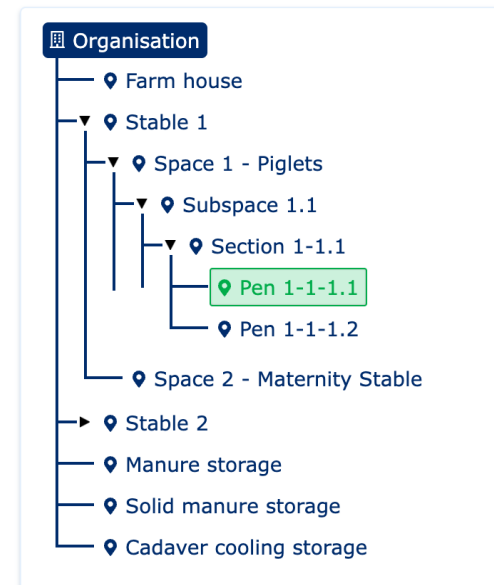 Organisation
Farm house
Stable 1
Space 1 - Piglets
Subspace 1.1
Section 1-1.1
Pen 1-1-1.1
Pen 1-1-1.2
Space 2 - Maternity Stable
Stable 2
Manure storage
Solid manure storage
Cadaver cooling storage